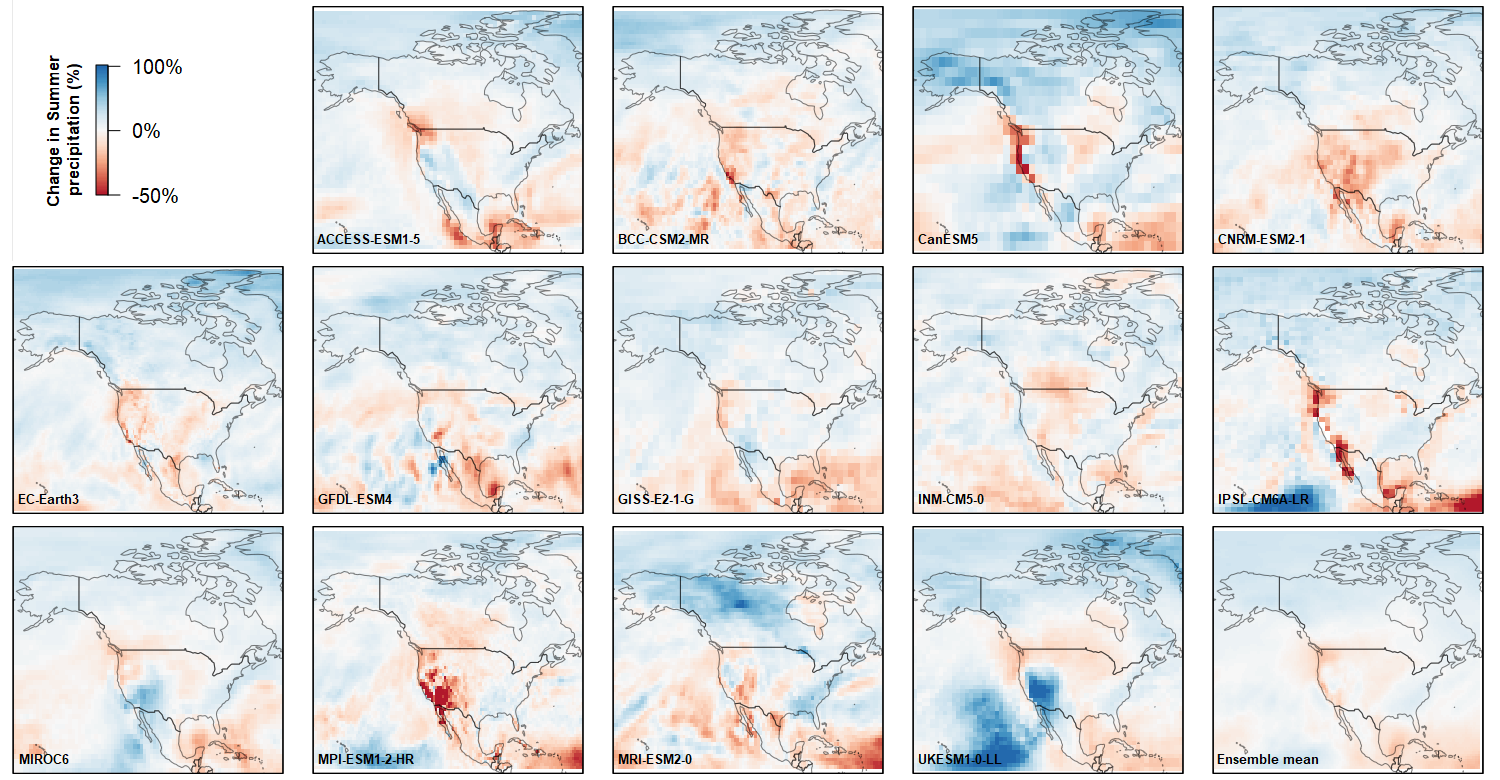 Change in Summer
precipitation (%)
100%
0%
-50%
ACCESS-ESM1-5
BCC-CSM2-MR
CanESM5
CNRM-ESM2-1
EC-Earth3
GFDL-ESM4
GISS-E2-1-G
INM-CM5-0
IPSL-CM6A-LR
MIROC6
MPI-ESM1-2-HR
MRI-ESM2-0
UKESM1-0-LL
Ensemble mean